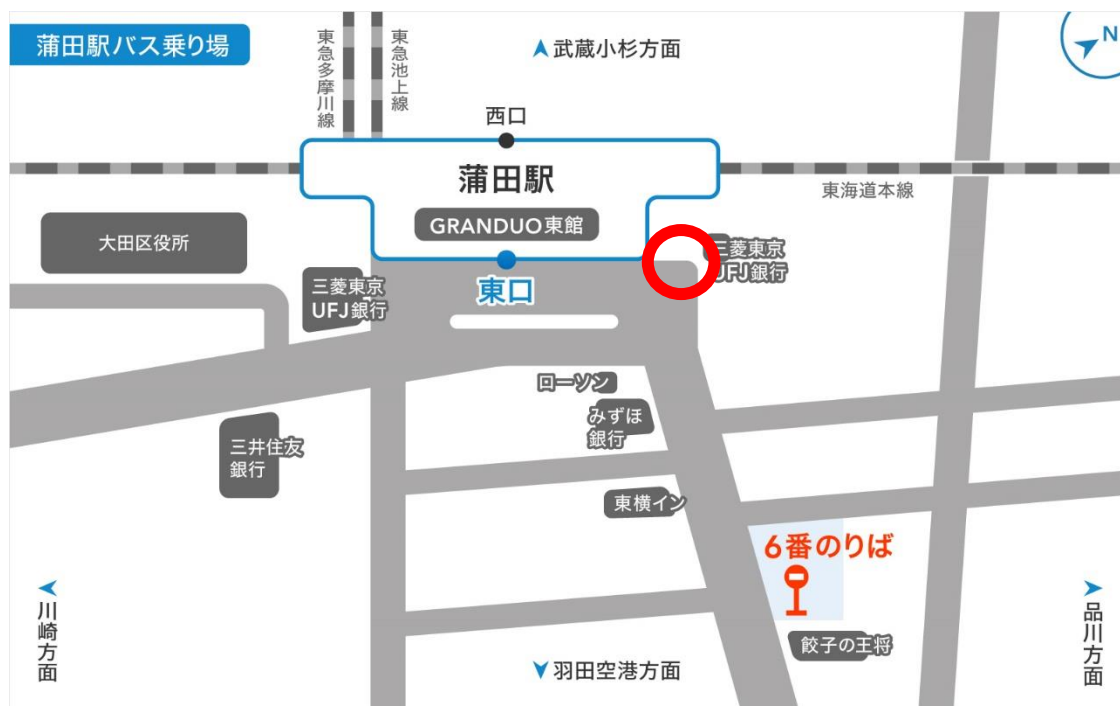 蒲田駅バス乗り場
東急多摩川線
東急池上線
武蔵小杉方面
N
西口
蒲田駅
東海道本線
GRANDUO東館
大田区役所
三菱東京
UFJ銀行
東口
三菱東京
UFJ銀行
ローソン
みずほ
銀行
三井住友
銀行
東横イン
6番のりば
川崎方面
品川方面
餃子の王将
羽田空港方面